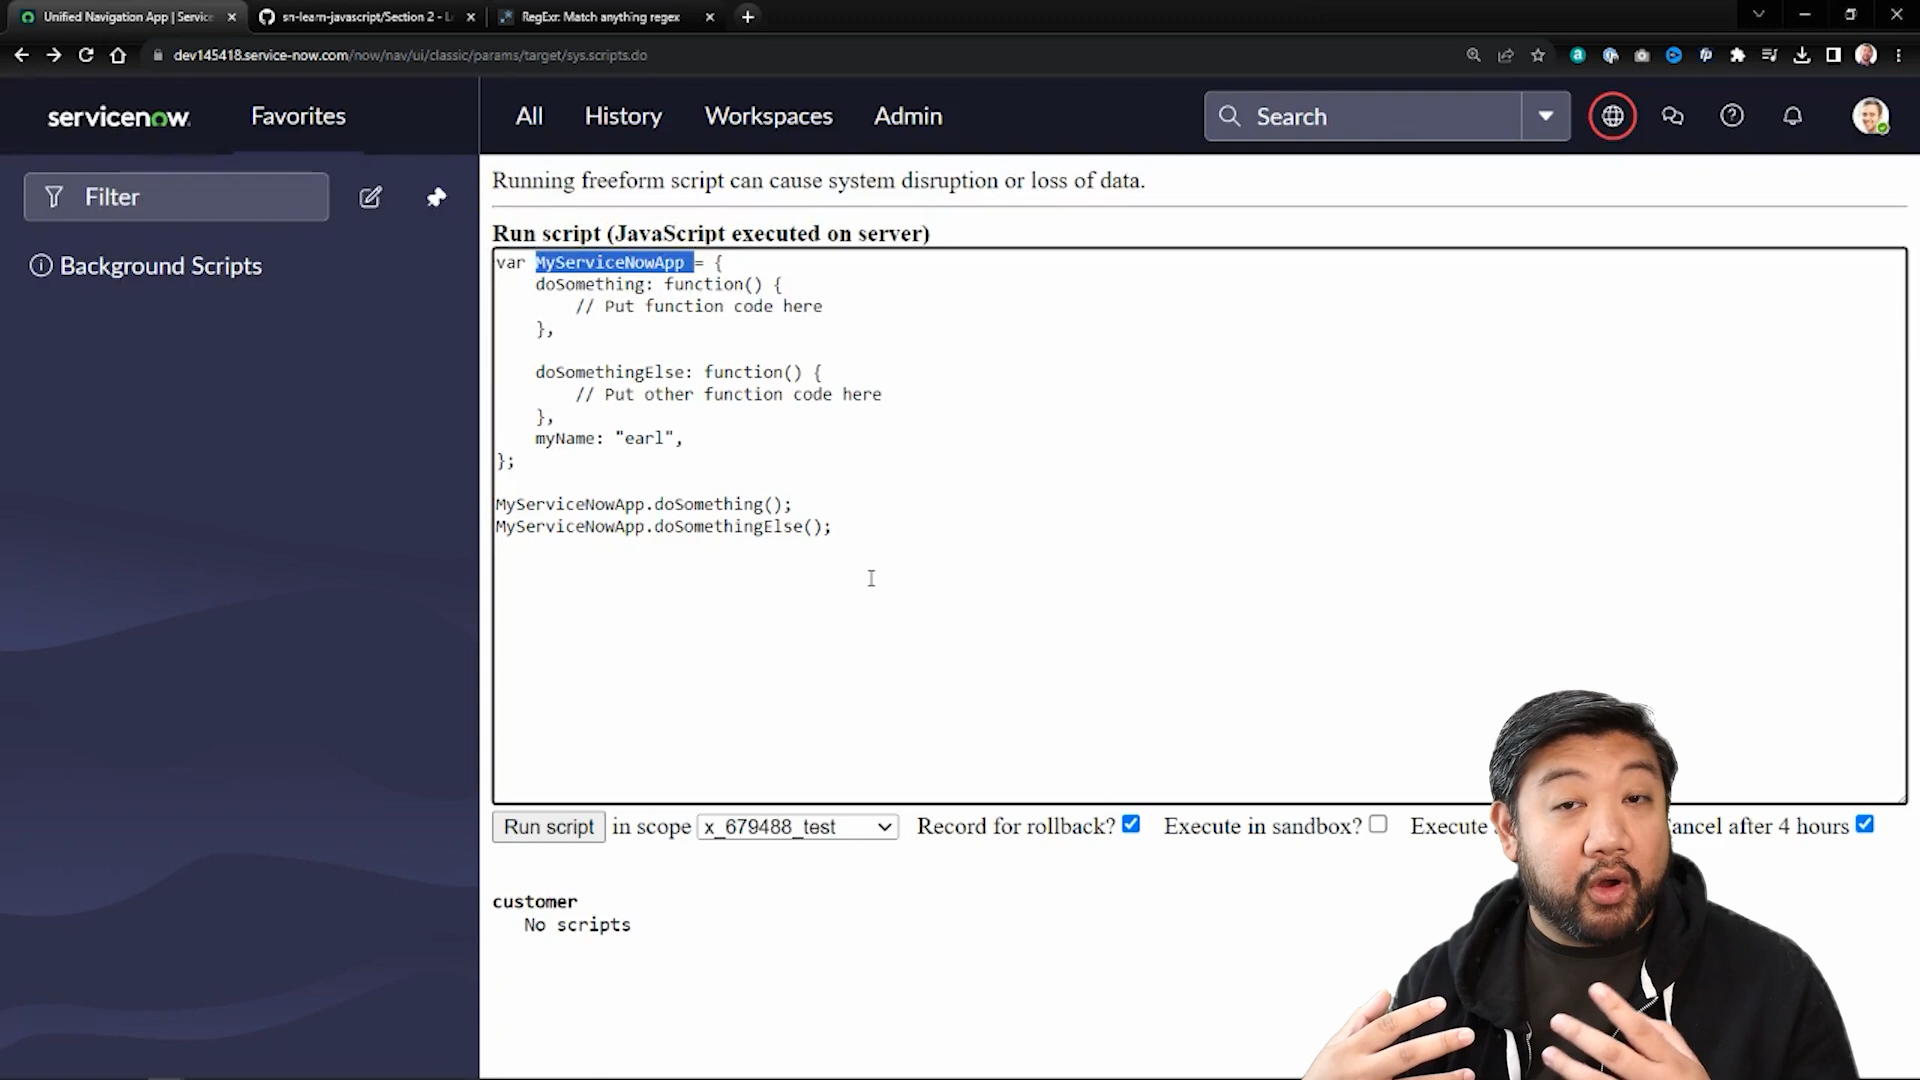 Unified Navigation App | Service
sn-learn-javascript/Section 2 - L
RegExr: Match anything regex
dev145418.service-now.com/now/nav/ui/classic/params/target/sys.scripts.do
servicenow
Favorites
All
History
Workspaces
Admin
Search
Filter
Background Scripts
Running freeform script can cause system disruption or loss of data.
Run script (JavaScript executed on server)
var MyServiceNowApp = {
doSomething: function() {
// Put function code here
},
doSomethingElse: function() {
// Put other function code here
},
myName: "earl",
};
MyServiceNowApp.doSomething();
MyServiceNowApp.doSomethingElse();
Run script in scope x_679488_test Record for rollback? Execute in sandbox? Execute ancel after 4 hours
customer
No scripts